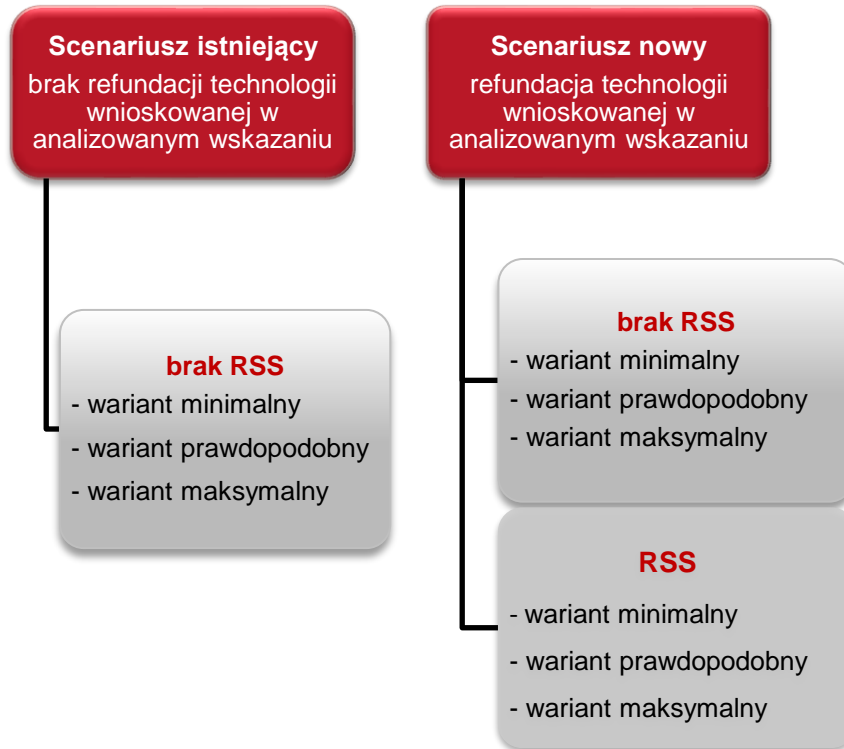 Scenariusz istniejący
brak refundacji technologii
wnioskowanej w
analizowanym wskazaniu
brak RSS
- wariant minimalny
- wariant prawdopodobny
- wariant maksymalny
Scenariusz nowy
refundacja technologii
wnioskowanej w
analizowanym wskazaniu
brak RSS
- wariant minimalny
- wariant prawdopodobny
- wariant maksymalny
RSS
- wariant minimalny
- wariant prawdopodobny
- wariant maksymalny